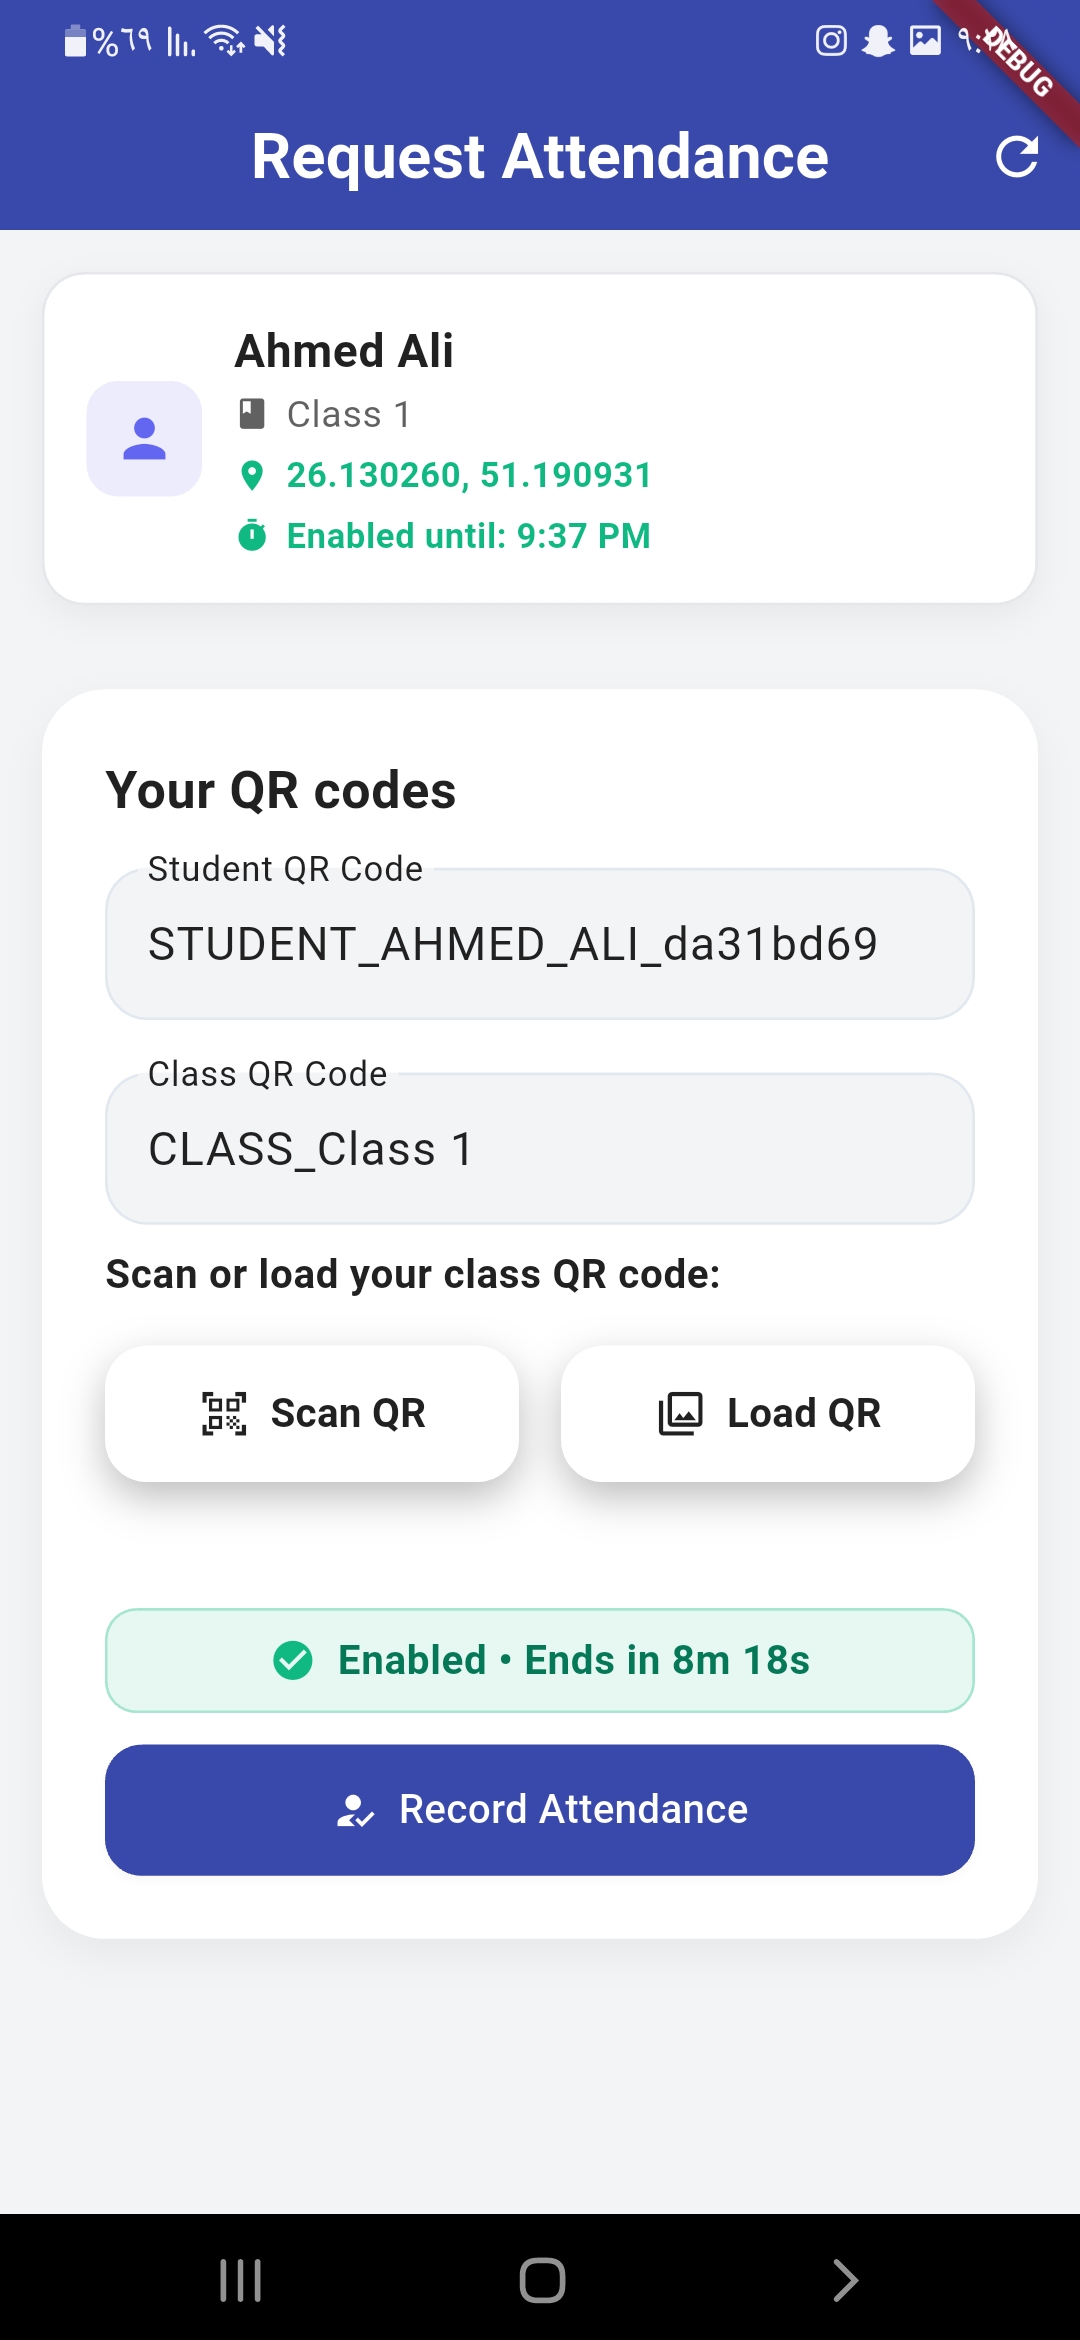 %٦٩
DEBUG
Request Attendance
Ahmed Ali
Class 1
26.130260, 51.190931
Enabled until: 9:37 PM
Your QR codes
Student QR Code
STUDENT_AHMED_ALI_da31bd69
Class QR Code
CLASS_Class 1
Scan or load your class QR code:
Scan QR
Load QR
Enabled • Ends in 8m 18s
Record Attendance